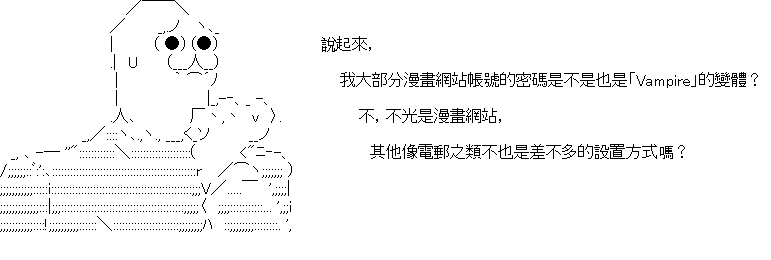 說起來，
我大部分漫畫網站帳號的密碼是不是也是「Vampire」的變體？
不，不光是漫畫網站，
其他像電郵之類不也是差不多的設置方式嗎？